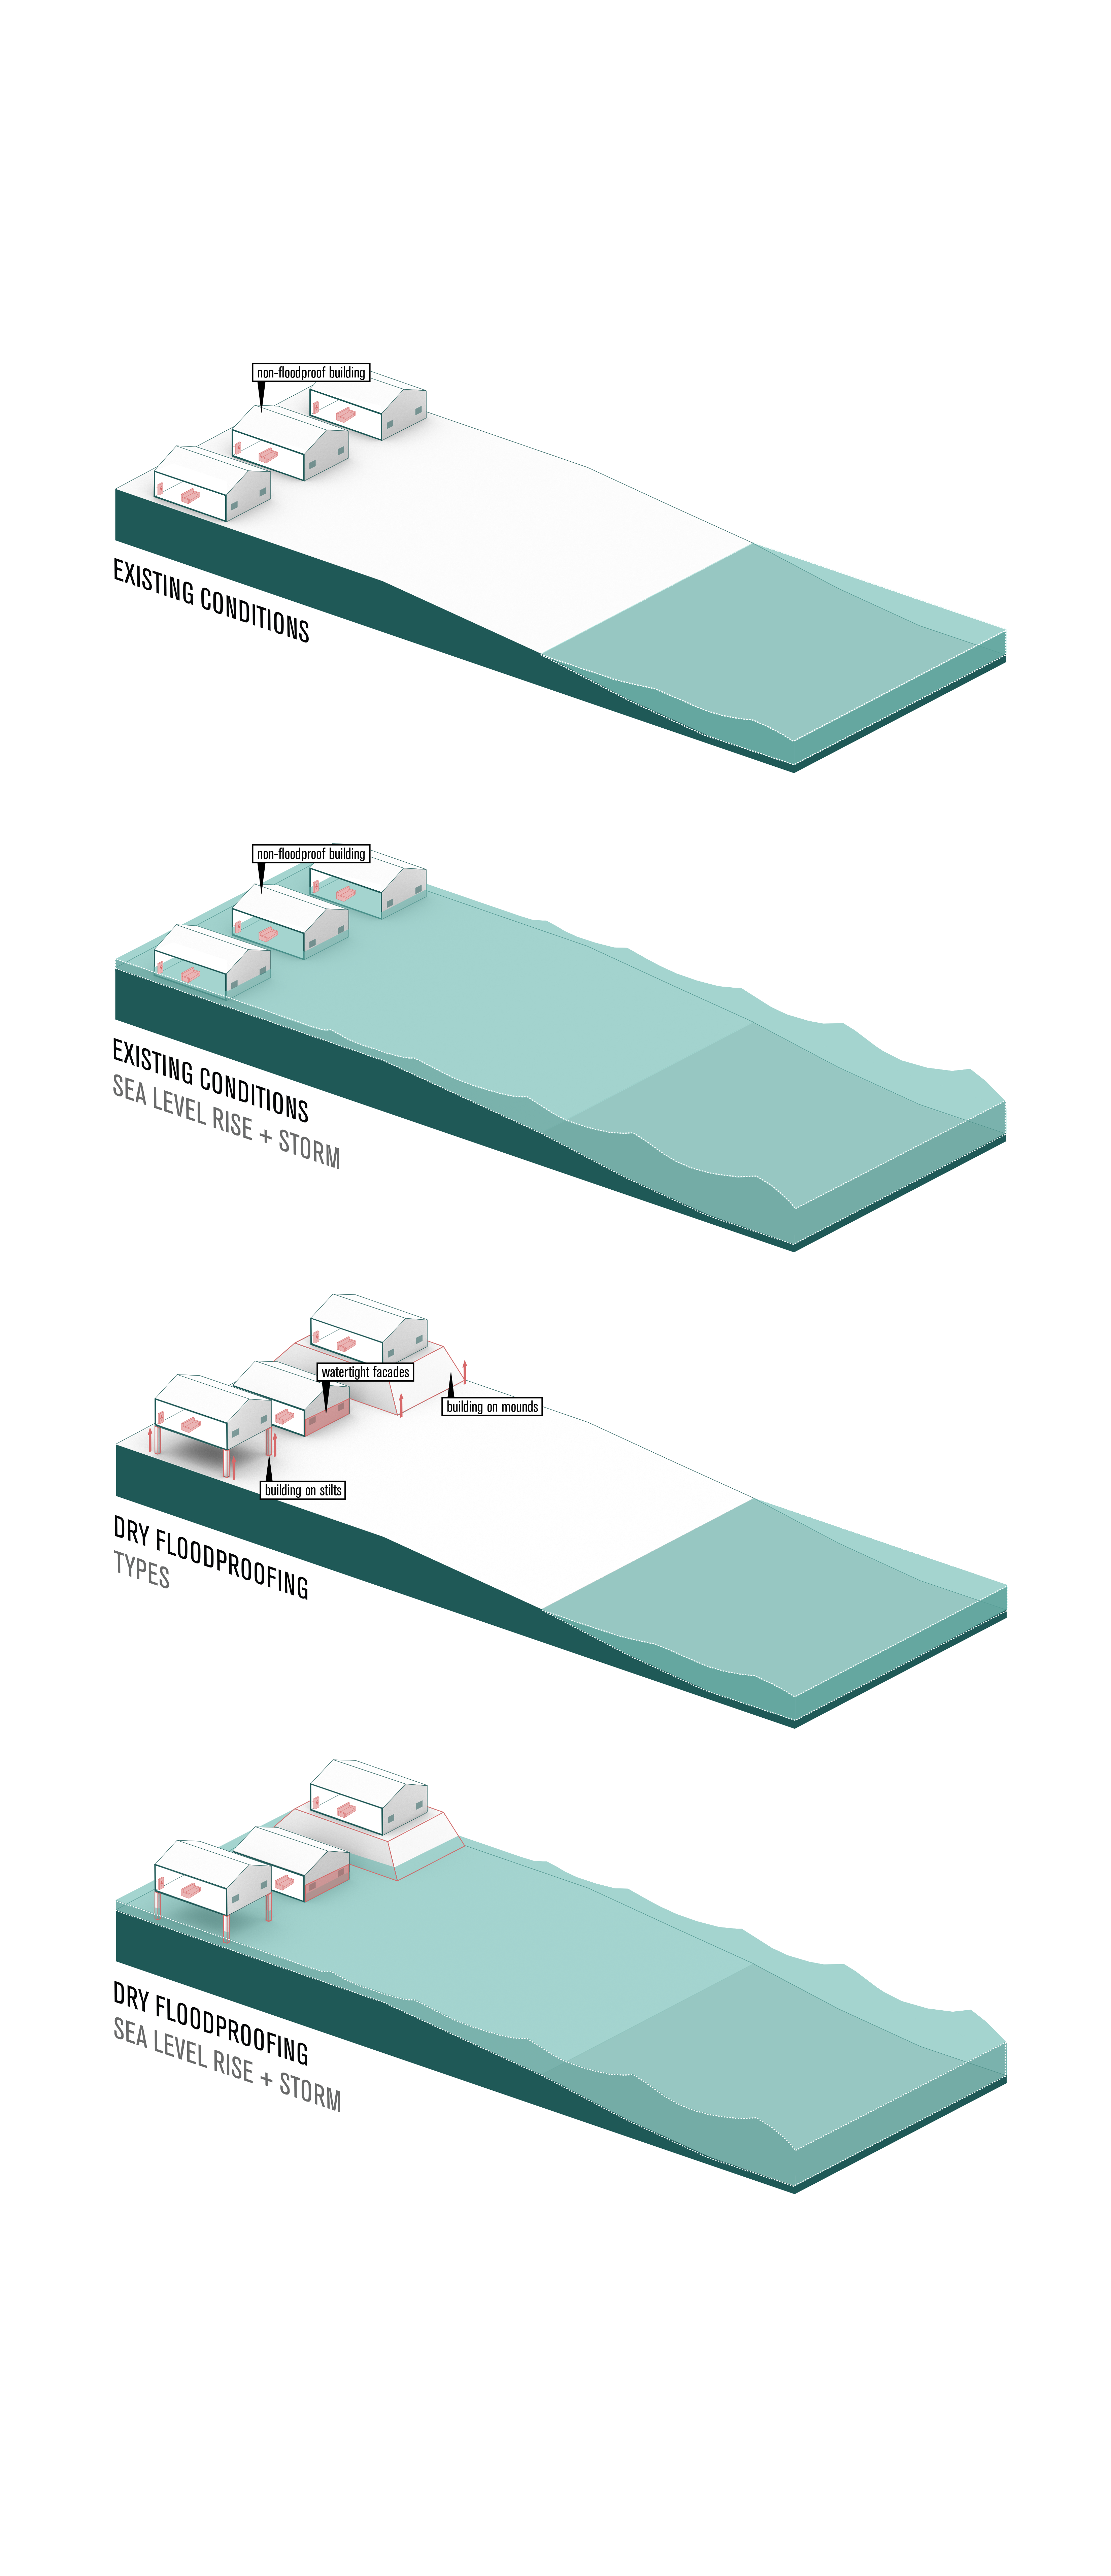 non-floodproof building
EXISTING CONDITIONS
non-floodproof building
EXISTING CONDITIONS
SEA LEVEL RISE + STORM
watertight facades
building on mounds
building on stilts
DRY FLOODPROOFING
TYPES
DRY FLOODPROOFING
SEA LEVEL RISE + STORM